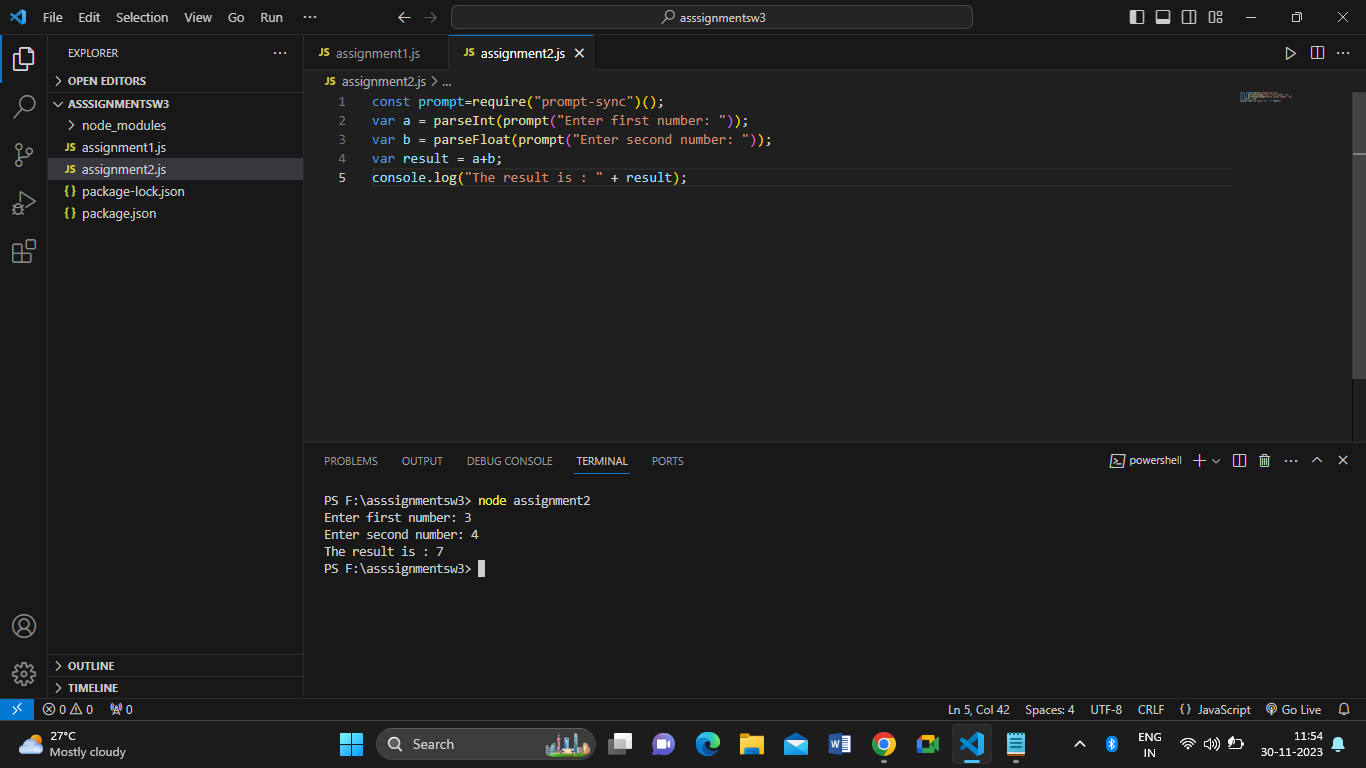 File Edit Selection View Go Run ···
asssignmentsw3
EXPLORER
OPEN EDITORS
ASSSIGNMENTSW3
node_modules
JS assignment1.js
JS assignment2.js
{} package-lock.json
{} package.json
OUTLINE
TIMELINE
JS assignment1.js
JS assignment2.js
JS assignment2.js > ...
1 const prompt=require("prompt-sync")();
2 var a = parseInt(prompt("Enter first number: "));
3 var b = parseFloat(prompt("Enter second number: "));
4 var result = a+b;
5 console.log("The result is : " + result);
PROBLEMS OUTPUT DEBUG CONSOLE TERMINAL PORTS
powershell
PS F:\asssignmentsw3> node assignment2
Enter first number: 3
Enter second number: 4
The result is : 7
PS F:\asssignmentsw3>
0 0 0 Ln 5, Col 42 Spaces: 4 UTF-8 CRLF {} JavaScript Go Live
27°C
Mostly cloudy
Search
ENG
IN
11:54
30-11-2023